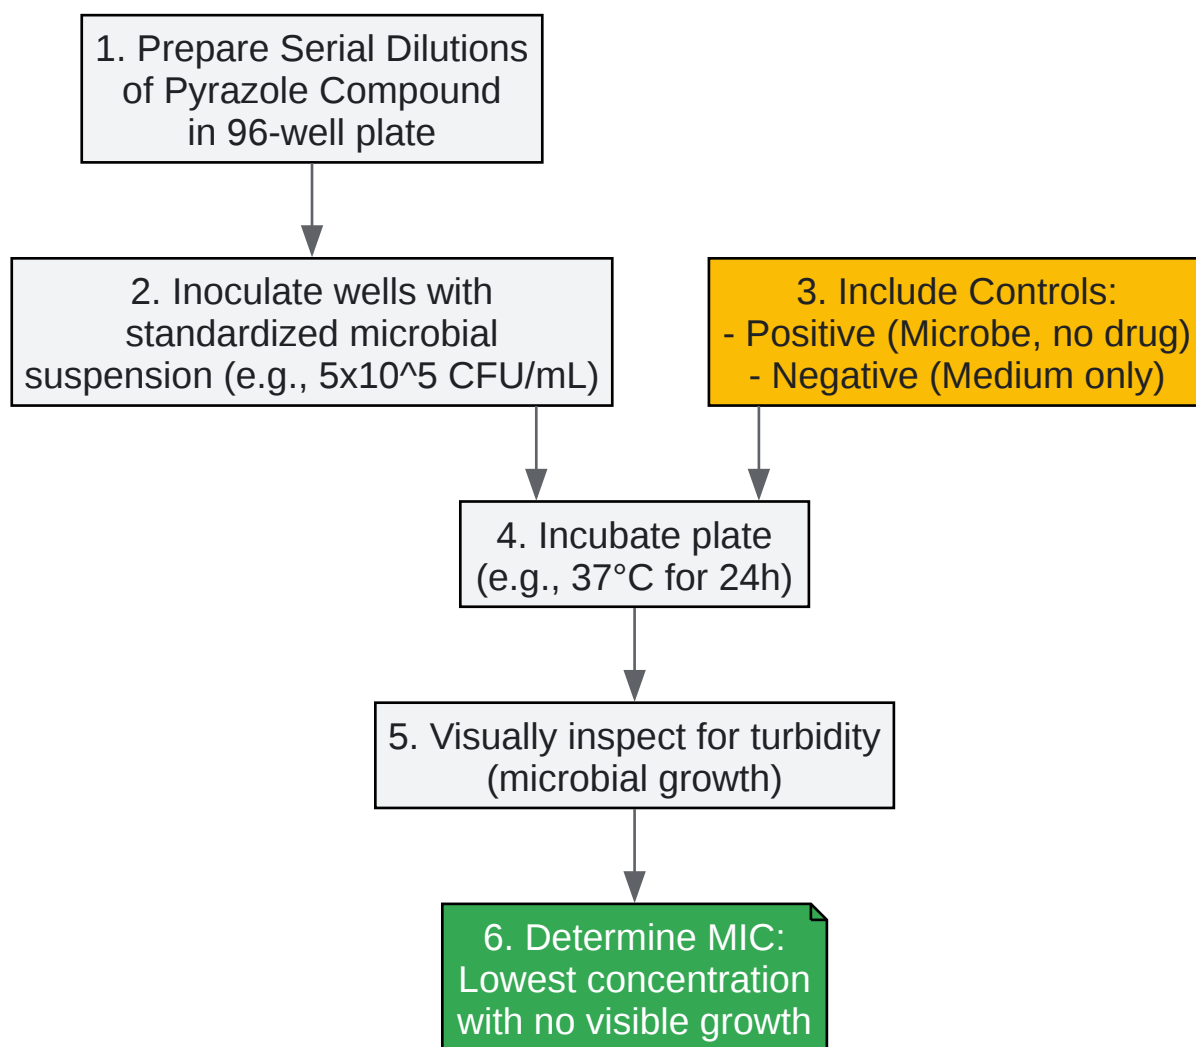 1. Prepare Serial Dilutions
of Pyrazole Compound
in 96-well plate
2. Inoculate wells with
standardized microbial
suspension (e.g., 5x10^5 CFU/mL)
3. Include Controls:
- Positive (Microbe, no drug)
- Negative (Medium only)
4. Incubate plate
(e.g., 37°C for 24h)
5. Visually inspect for turbidity
(microbial growth)
6. Determine MIC:
Lowest concentration
with no visible growth